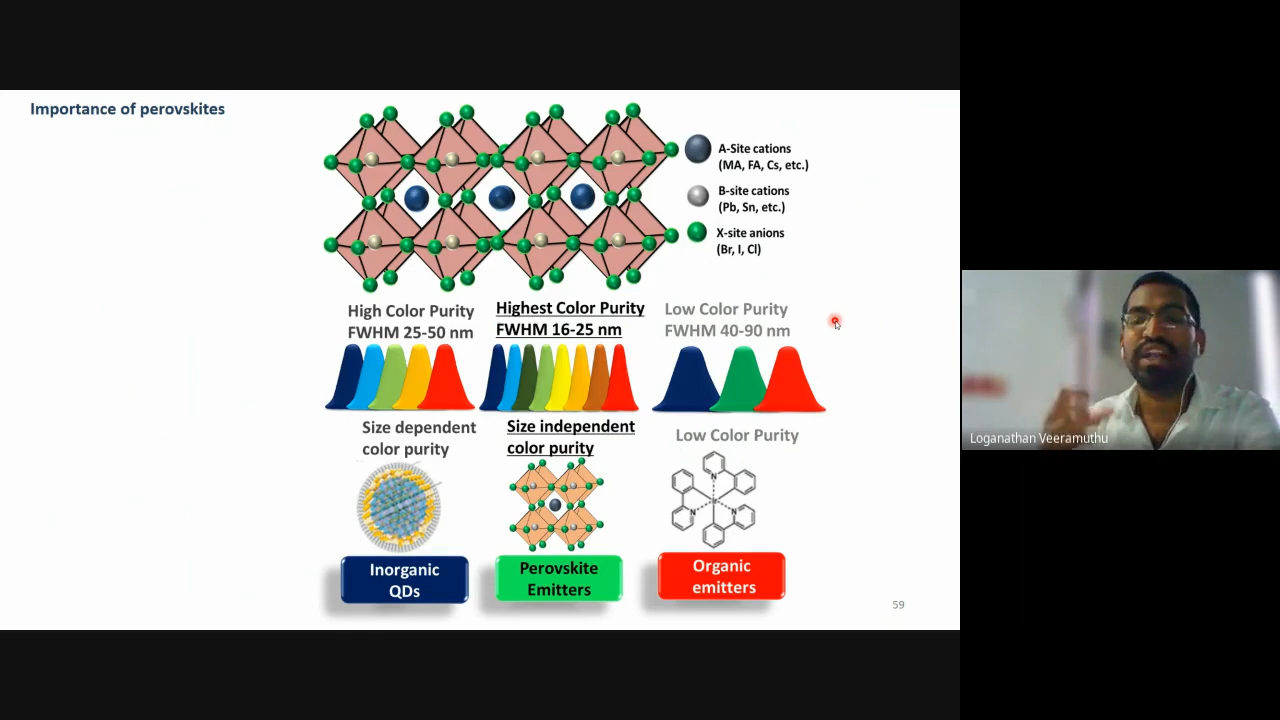 Importance of perovskites
A-Site cations
(MA, FA, Cs, etc.)
B-site cations
(Pb, Sn, etc.)
X-site anions
(Br, I, Cl)
High Color Purity
FWHM 25-50 nm
Highest Color Purity
FWHM 16-25 nm
Low Color Purity
FWHM 40-90 nm
Size dependent
color purity
Size independent
color purity
Low Color Purity
N
Ir
N
N
Inorganic
QDs
Perovskite
Emitters
Organic
emitters
59
Loganathan Veeramuthu